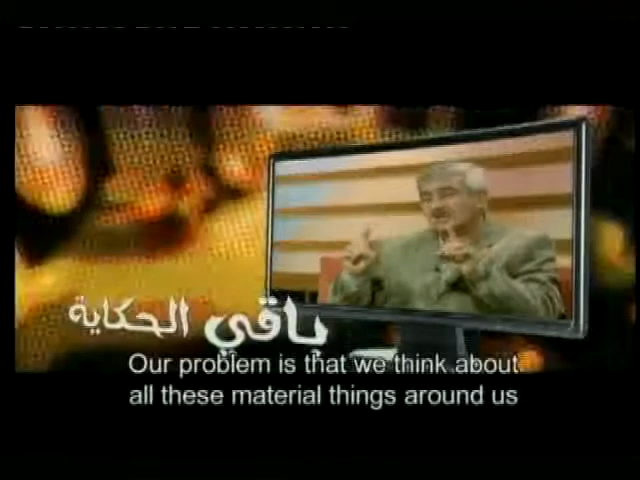 باقي الحكاية
Our problem is that we think about
all these material things around us